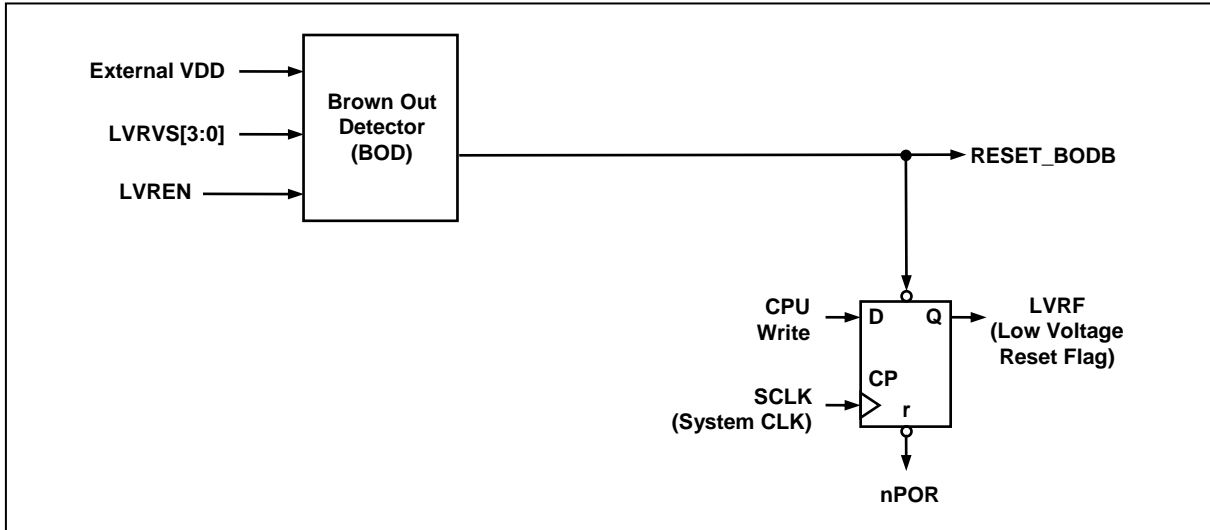 External VDD
LVRVS[3:0]
LVREN
Brown Out
Detector
(BOD)
RESET_BODB
CPU
Write
D
Q
LVRF
(Low Voltage
Reset Flag)
CP
SCLK
(System CLK)
r
nPOR